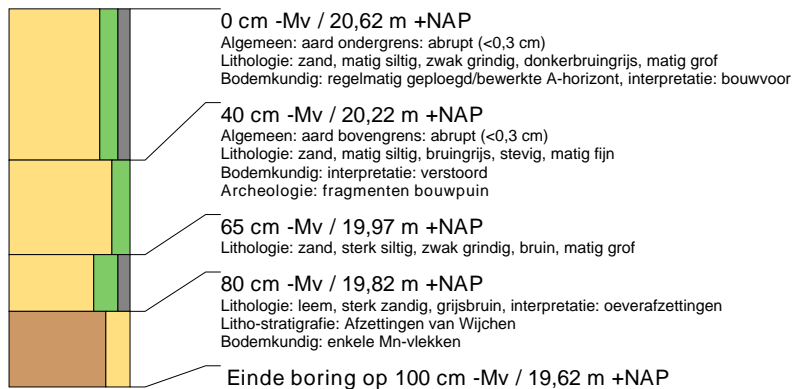 0 cm -Mv / 20,62 m +NAP
Algemeen: aard ondergrens: abrupt (<0,3 cm)
Lithologie: zand, matig siltig, zwak grindig, donkerbruingrijs, matig grof
Bodemkundig: regelmatig geploegd/bewerkte A-horizont, interpretatie: bouwvoor
40 cm -Mv / 20,22 m +NAP
Algemeen: aard bovengrens: abrupt (<0,3 cm)
Lithologie: zand, matig siltig, bruingrijs, stevig, matig fijn
Bodemkundig: interpretatie: verstoord
Archeologie: fragmenten bouwpuin
65 cm -Mv / 19,97 m +NAP
Lithologie: zand, sterk siltig, zwak grindig, bruin, matig grof
80 cm -Mv / 19,82 m +NAP
Lithologie: leem, sterk zandig, grijsbruin, interpretatie: oeverafzettingen
Litho-stratigrafie: Afzettingen van Wijchen
Bodemkundig: enkele Mn-vlekken
Einde boring op 100 cm -Mv / 19,62 m +NAP